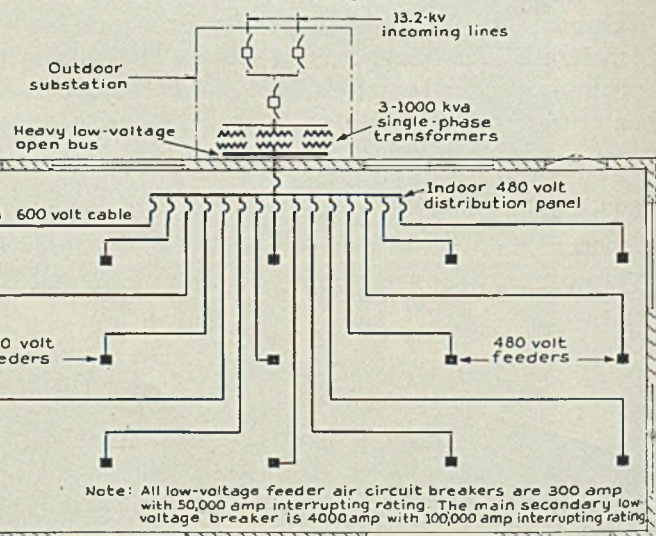 13.2-kv
incoming lines
Outdoor
substation
3-1000 kva
single-phase
transformers
Heavy low-voltage
open bus
Indoor 480 volt
distribution panel
600 volt cable
0 volt
eeders
480 volt
feeders
Note: All low-voltage feeder air circuit breakers are 300 amp
with 50,000 amp interrupting rating. The main secondary low-
voltage breaker is 4000 amp with 100,000 amp interrupting rating.